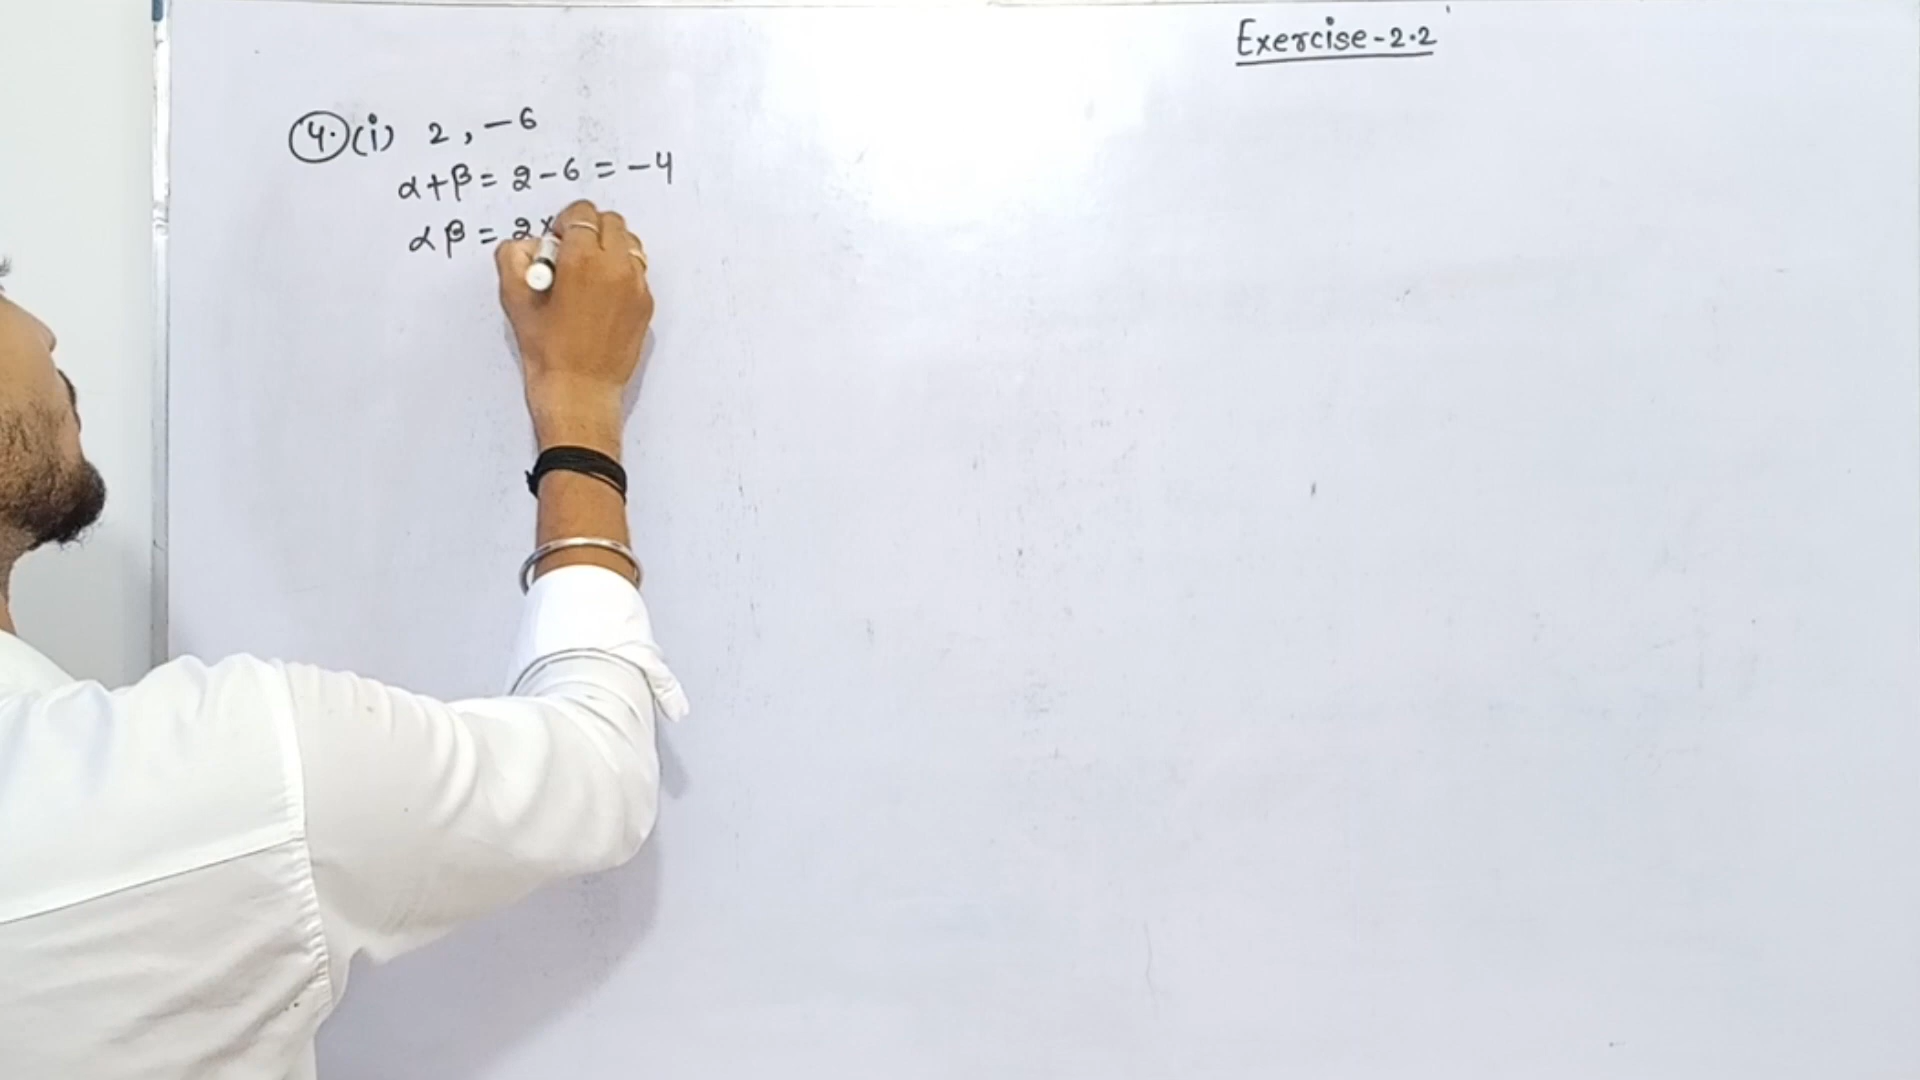 Exercise-2.2
4. (i) 2, -6
α+β = 2-6 = -4
αβ = 2×